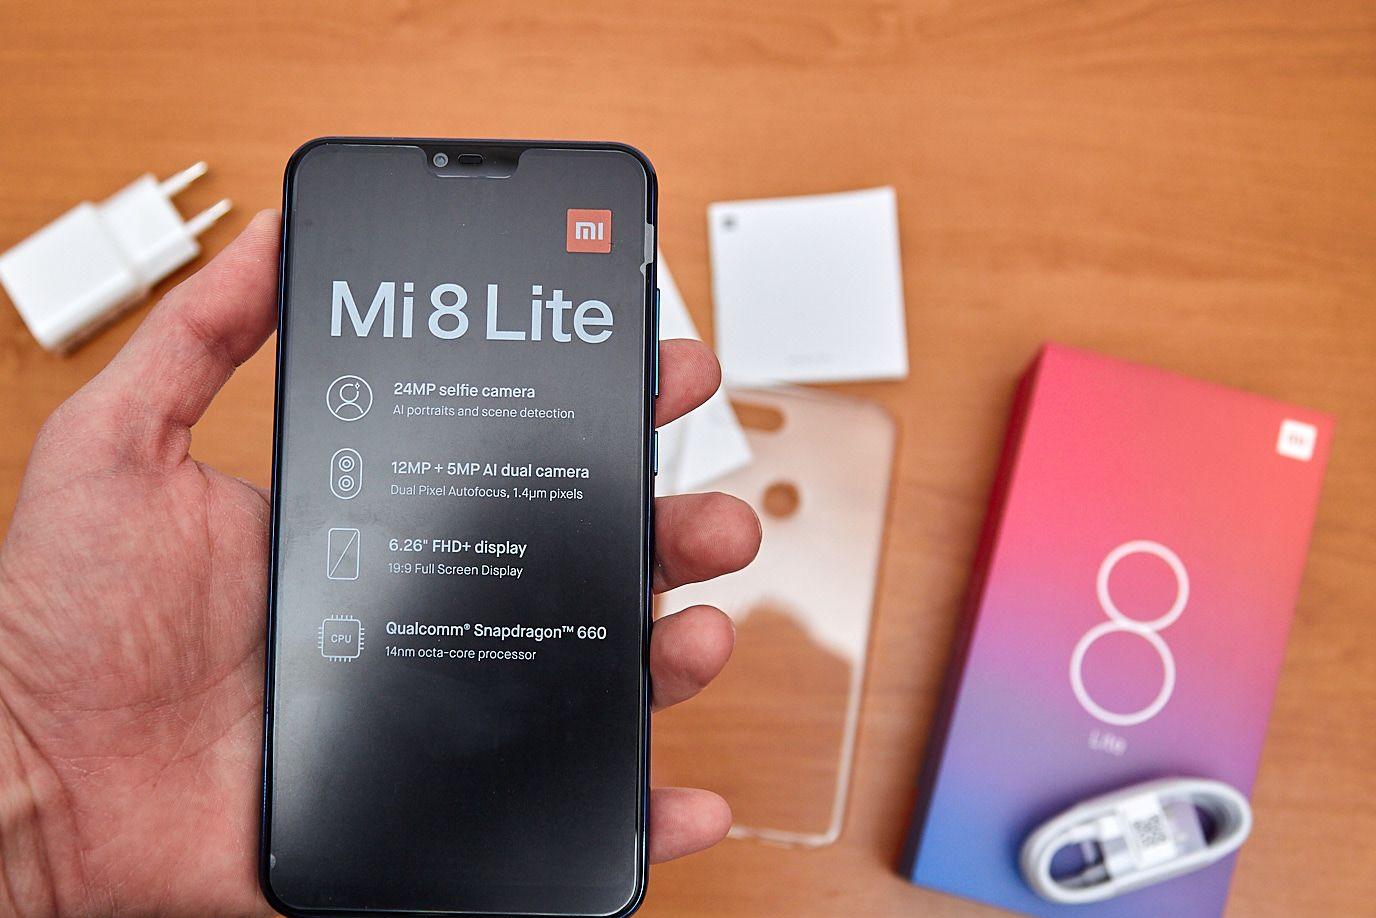 mi
Mi 8 Lite
24MP selfie camera
AI portraits and scene detection
12MP + 5MP AI dual camera
Dual Pixel Autofocus, 1.4μm pixels
6.26" FHD+ display
19:9 Full Screen Display
CPU
Qualcomm® Snapdragon™ 660
14nm octa-core processor
mi
8
Lite